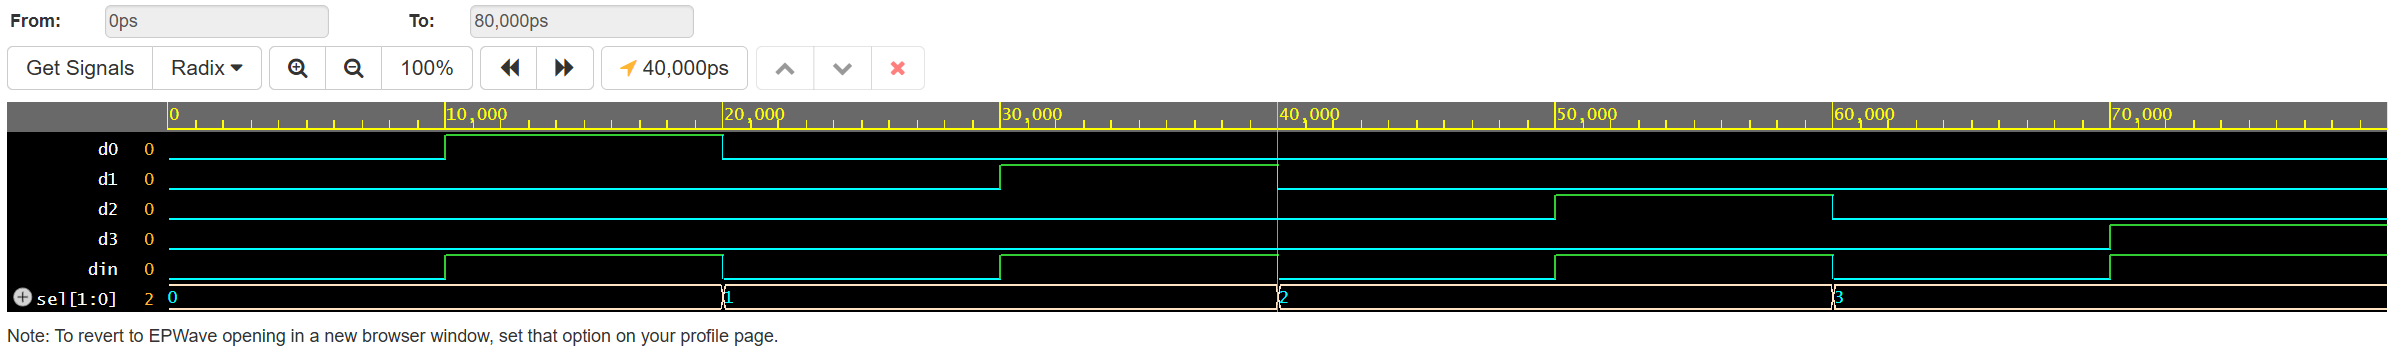 From: 0ps To: 80,000ps
Get Signals Radix 100% 40,000ps
0 10,000 20,000 30,000 40,000 50,000 60,000 70,000
d0 0
d1 0
d2 0
d3 0
din 0
sel[1:0] 2 0 1 2 3
Note: To revert to EPWave opening in a new browser window, set that option on your profile page.